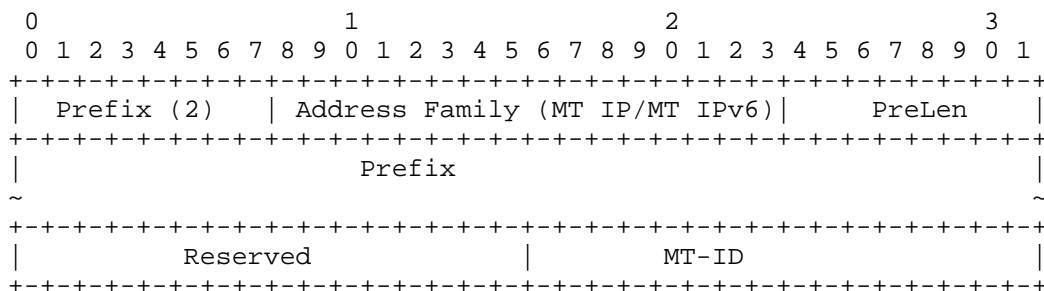 0                   1                   2                   3
 0 1 2 3 4 5 6 7 8 9 0 1 2 3 4 5 6 7 8 9 0 1 2 3 4 5 6 7 8 9 0 1
+-+-+-+-+-+-+-+-+-+-+-+-+-+-+-+-+-+-+-+-+-+-+-+-+-+-+-+-+-+-+-+-+
|  Prefix (2)   | Address Family (MT IP/MT IPv6)|     PreLen    |
+-+-+-+-+-+-+-+-+-+-+-+-+-+-+-+-+-+-+-+-+-+-+-+-+-+-+-+-+-+-+-+-+
|                     Prefix                                    |
~                                                               ~
+-+-+-+-+-+-+-+-+-+-+-+-+-+-+-+-+-+-+-+-+-+-+-+-+-+-+-+-+-+-+-+-+
|          Reserved             |        MT-ID                  |
+-+-+-+-+-+-+-+-+-+-+-+-+-+-+-+-+-+-+-+-+-+-+-+-+-+-+-+-+-+-+-+-+